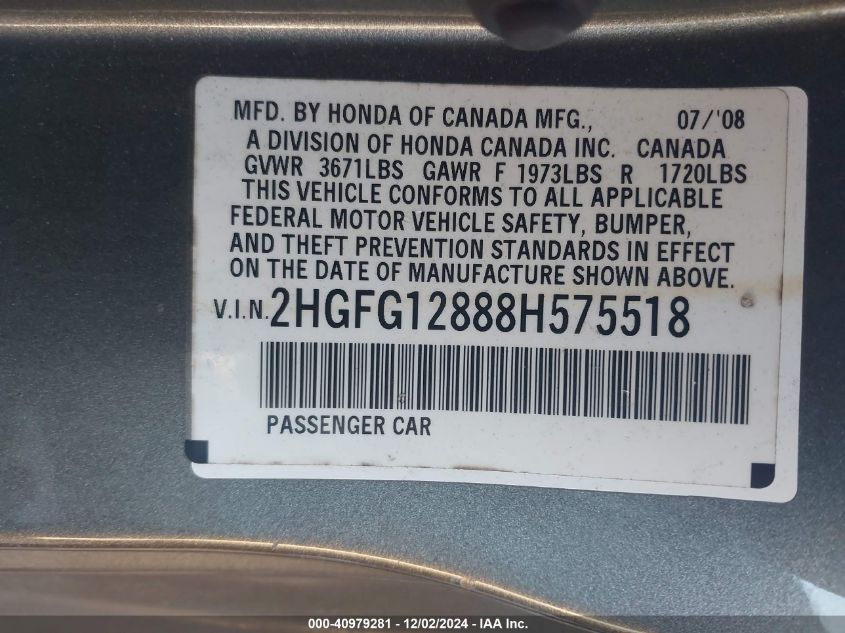 MFD. BY HONDA OF CANADA MFG., 07/'08
A DIVISION OF HONDA CANADA INC. CANADA
GVWR 3671LBS GAWR F 1973LBS R 1720LBS
THIS VEHICLE CONFORMS TO ALL APPLICABLE
FEDERAL MOTOR VEHICLE SAFETY, BUMPER,
AND THEFT PREVENTION STANDARDS IN EFFECT
ON THE DATE OF MANUFACTURE SHOWN ABOVE.
V.I.N. 2HGFG12888H575518
PASSENGER CAR
000-40979281 - 12/02/2024 - IAA Inc.